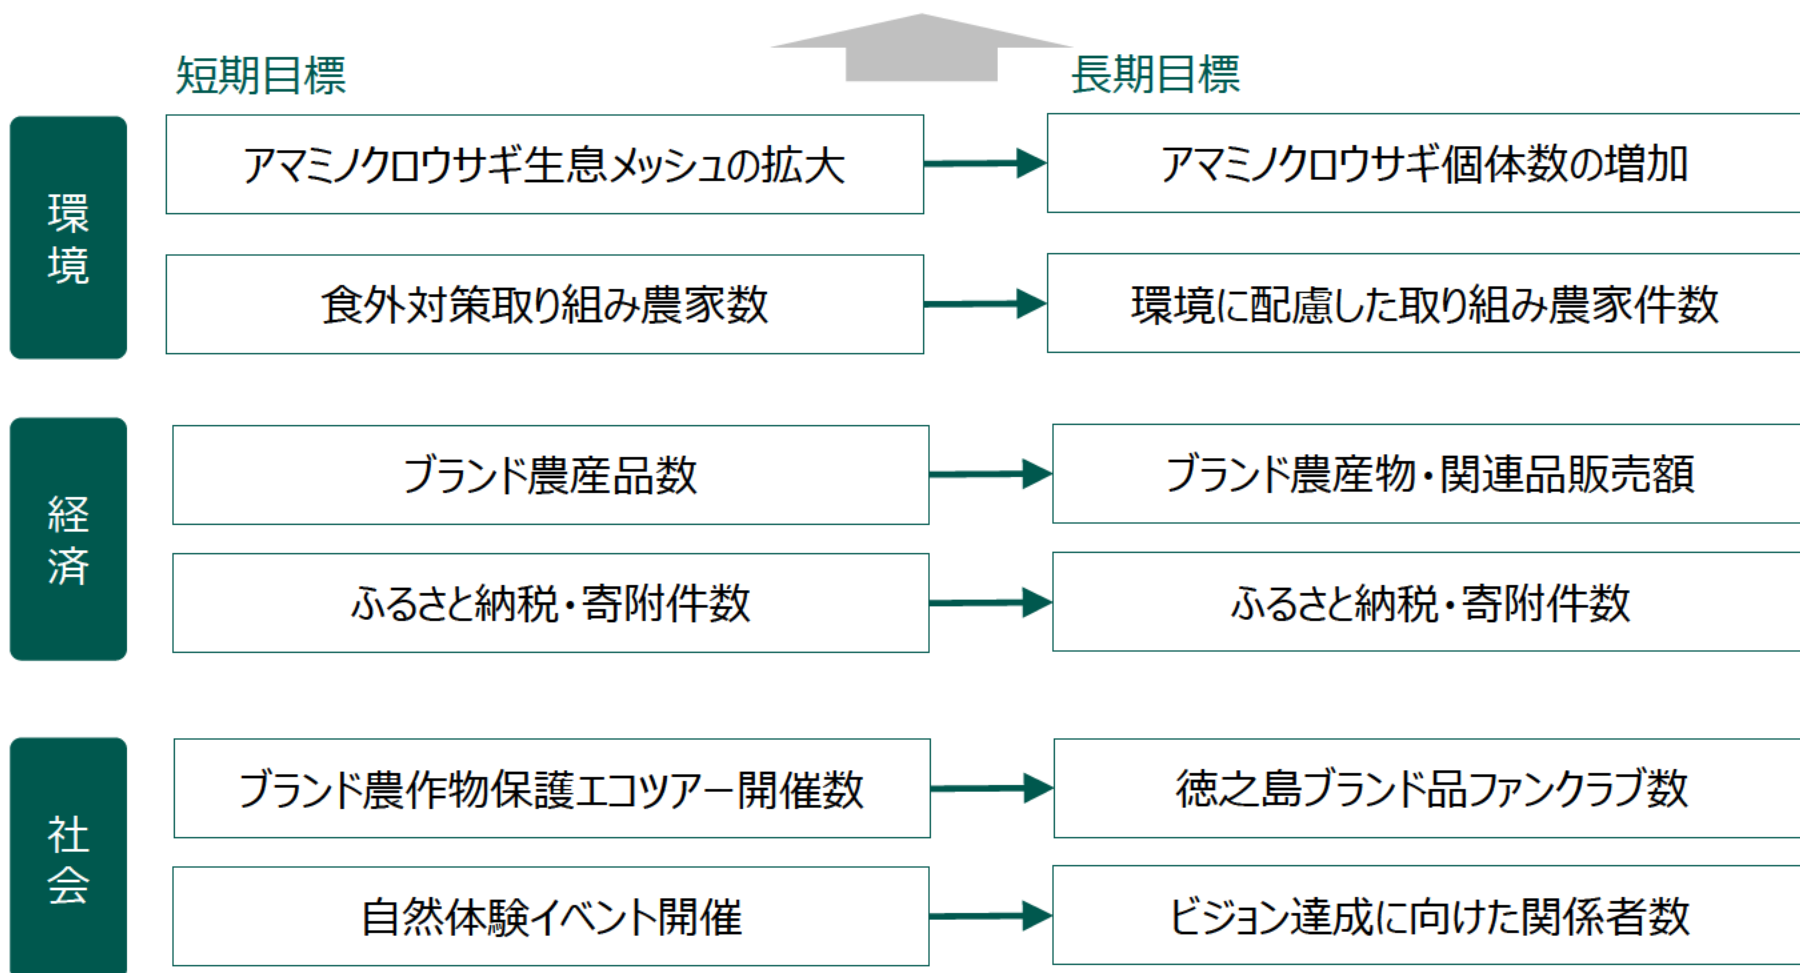 短期目標
長期目標
環境
アマミノクロウサギ生息メッシュの拡大
アマミノクロウサギ個体数の増加
食外対策取り組み農家数
環境に配慮した取り組み農家件数
経済
ブランド農産品数
ブランド農産物・関連品販売額
ふるさと納税・寄附件数
ふるさと納税・寄附件数
社会
ブランド農作物保護エコツアー開催数
徳之島ブランド品ファンクラブ数
自然体験イベント開催
ビジョン達成に向けた関係者数